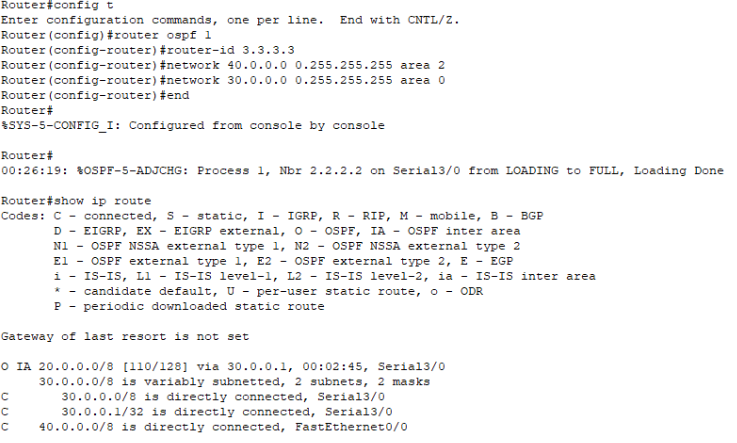 Router#config t
Enter configuration commands, one per line.  End with CNTL/Z.
Router(config)#router ospf 1
Router(config-router)#router-id 3.3.3.3
Router(config-router)#network 40.0.0.0 0.255.255.255 area 2
Router(config-router)#network 30.0.0.0 0.255.255.255 area 0
Router(config-router)#end
Router#
%SYS-5-CONFIG_I: Configured from console by console
Router#
00:26:19: %OSPF-5-ADJCHG: Process 1, Nbr 2.2.2.2 on Serial3/0 from LOADING to FULL, Loading Done
Router#show ip route
Codes: C - connected, S - static, I - IGRP, R - RIP, M - mobile, B - BGP
       D - EIGRP, EX - EIGRP external, O - OSPF, IA - OSPF inter area
       N1 - OSPF NSSA external type 1, N2 - OSPF NSSA external type 2
       E1 - OSPF external type 1, E2 - OSPF external type 2, E - EGP
       i - IS-IS, L1 - IS-IS level-1, L2 - IS-IS level-2, ia - IS-IS inter area
       * - candidate default, U - per-user static route, o - ODR
       P - periodic downloaded static route
Gateway of last resort is not set
O IA 20.0.0.0/8 [110/128] via 30.0.0.1, 00:02:45, Serial3/0
     30.0.0.0/8 is variably subnetted, 2 subnets, 2 masks
C       30.0.0.0/8 is directly connected, Serial3/0
C       30.0.0.1/32 is directly connected, Serial3/0
C    40.0.0.0/8 is directly connected, FastEthernet0/0